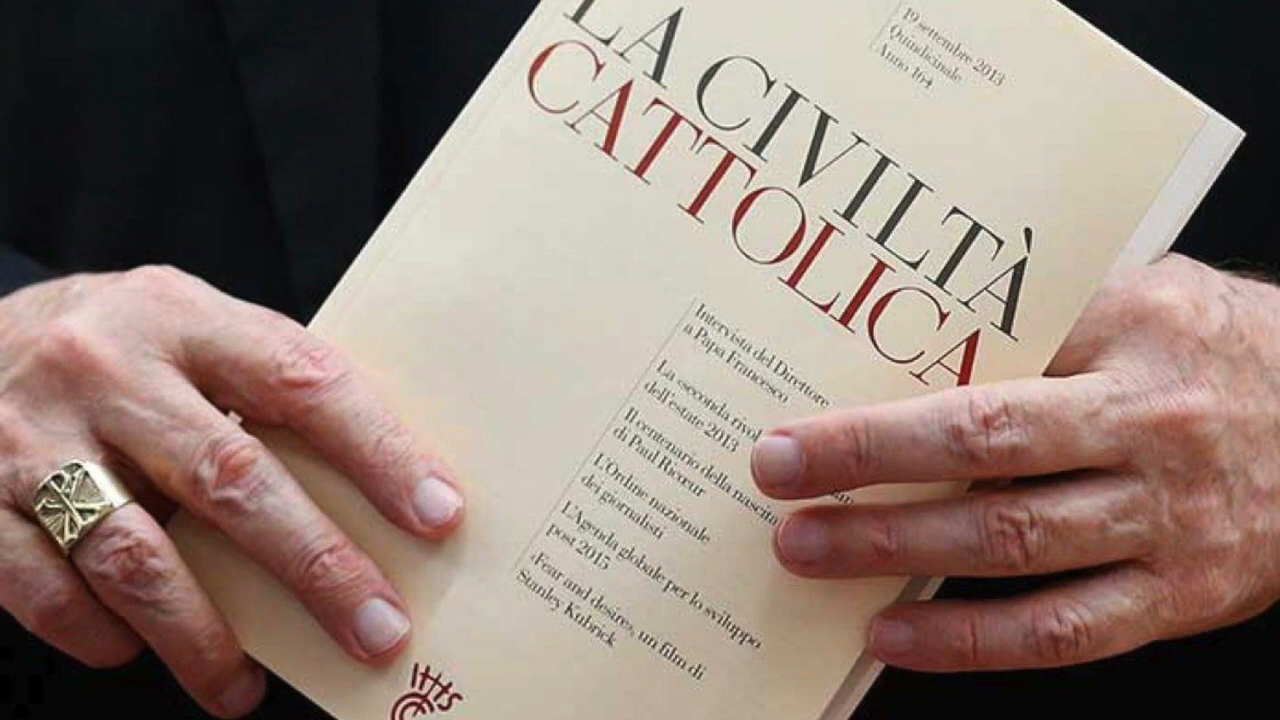 LA CIVILTÀ
CATTOLICA
19 settembre 2013
Quindicinale
Anno 164
Intervista del Direttore
a Papa Francesco
La «seconda
dell'estate 2013
Il centenario della nascita
di Paul Ricœur
L'Ordine nazionale
dei giornalisti
L'Agenda globale per lo sviluppo
post 2015
«Fear and desire», un film di
Stanley Kubrick
IHS